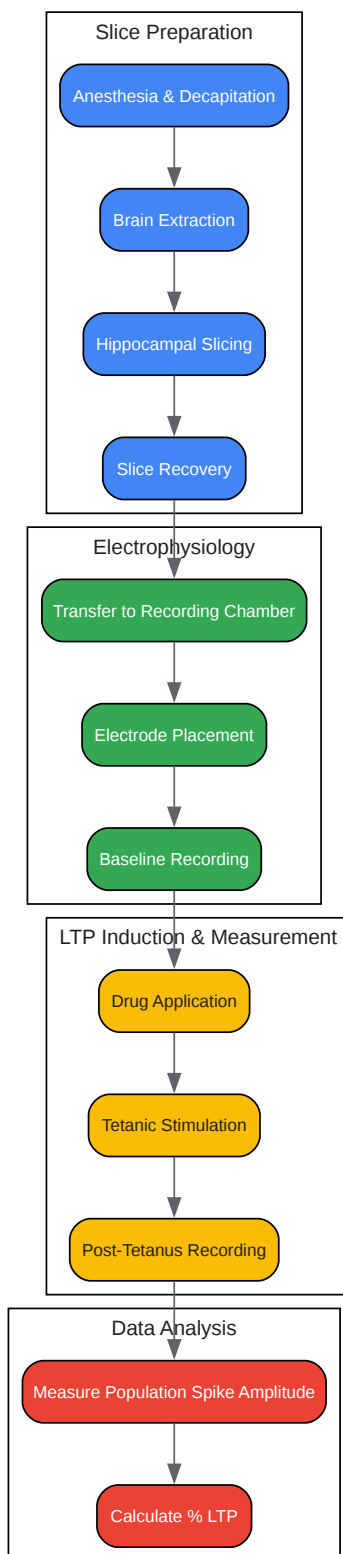 Slice Preparation
Anesthesia & Decapitation
Brain Extraction
Hippocampal Slicing
Slice Recovery
Electrophysiology
Transfer to Recording Chamber
Electrode Placement
Baseline Recording
LTP Induction & Measurement
Drug Application
Tetanic Stimulation
Post-Tetanus Recording
Data Analysis
Measure Population Spike Amplitude
Calculate % LTP